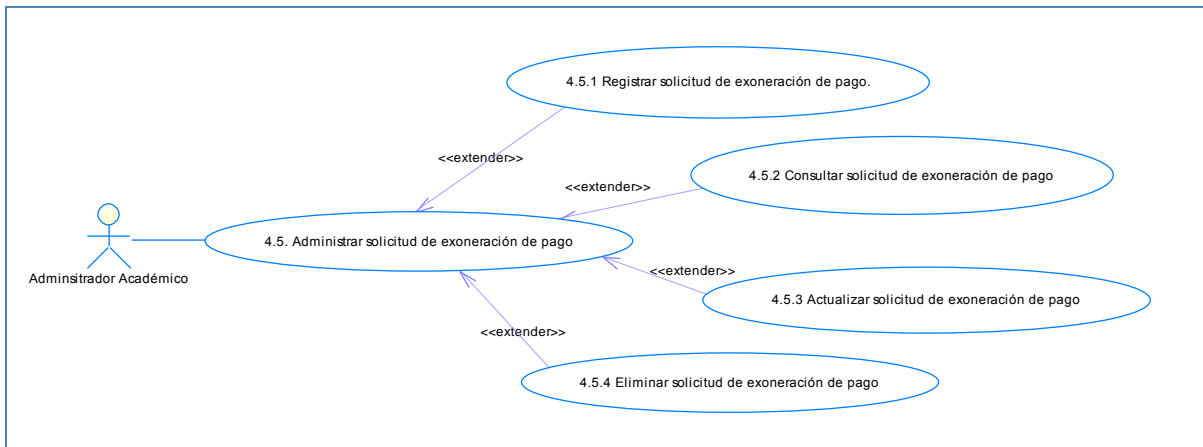 4.5.1 Registrar solicitud de exoneración de pago.
<<extender>>
4.5.2 Consultar solicitud de exoneración de pago
<<extender>>
4.5. Administrar solicitud de exoneración de pago
Adminsitrador Académico
<<extender>>
4.5.3 Actualizar solicitud de exoneración de pago
<<extender>>
4.5.4 Eliminar solicitud de exoneración de pago